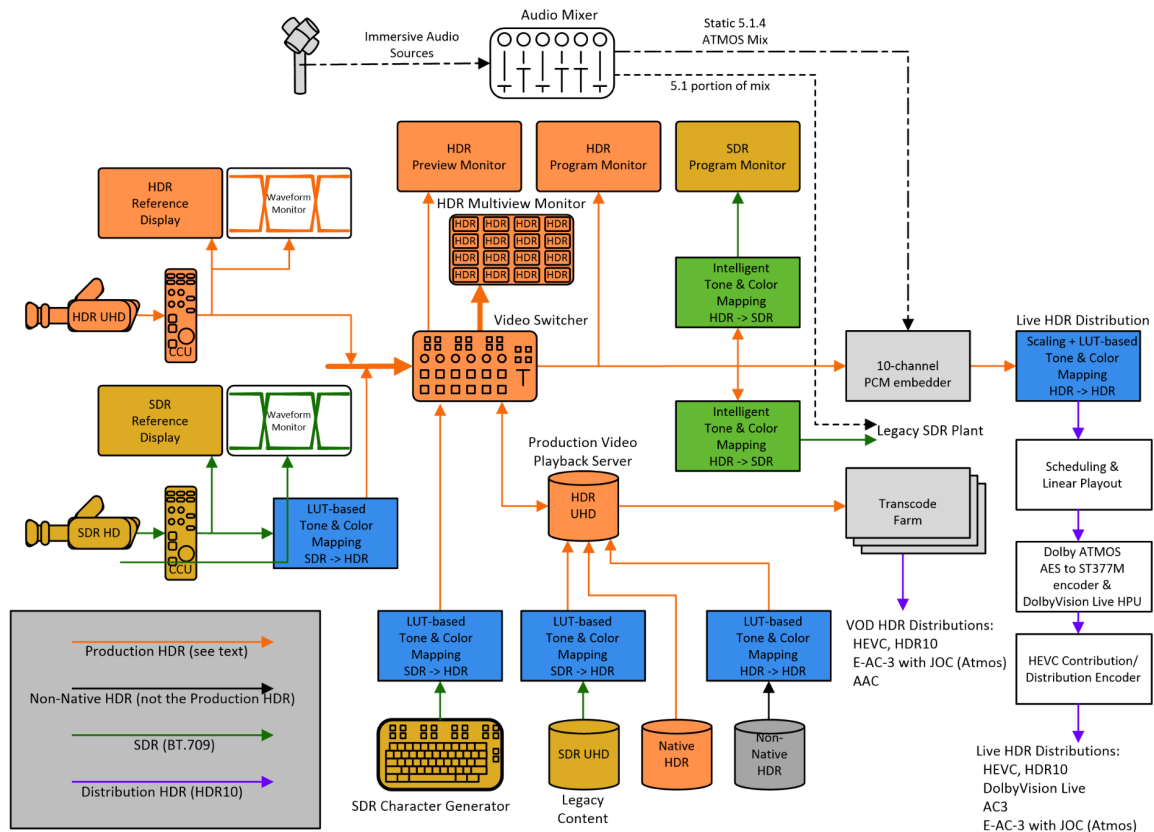 Audio Mixer
Immersive Audio
Sources
Static 5.1.4
ATMOS Mix
5.1 portion of mix
HDR
Preview Monitor
HDR
Program Monitor
SDR
Program Monitor
HDR
Reference
Display
Waveform
Monitor
HDR Multiview Monitor
HDR HDR HDR HDR
HDR HDR HDR HDR
HDR HDR HDR HDR
HDR HDR HDR HDR
HDR UHD
CCU
Video Switcher
Intelligent
Tone & Color
Mapping
HDR -> SDR
Live HDR Distribution
10-channel
PCM embedder
Scaling + LUT-based
Tone & Color
Mapping
HDR -> HDR
SDR
Reference
Display
Waveform
Monitor
Intelligent
Tone & Color
Mapping
HDR -> SDR
Legacy SDR Plant
SDR HD
CCU
LUT-based
Tone & Color
Mapping
SDR -> HDR
Production Video
Playback Server
HDR
UHD
Transcode
Farm
Scheduling &
Linear Playout
Dolby ATMOS
AES to ST377M
encoder &
DolbyVision Live HPU
VOD HDR Distributions:
HEVC, HDR10
E-AC-3 with JOC (Atmos)
AAC
HEVC Contribution/
Distribution Encoder
Production HDR (see text)
Non-Native HDR (not the Production HDR)
SDR (BT.709)
Distribution HDR (HDR10)
LUT-based
Tone & Color
Mapping
SDR -> HDR
LUT-based
Tone & Color
Mapping
SDR -> HDR
LUT-based
Tone & Color
Mapping
HDR -> HDR
SDR Character Generator
SDR UHD
Legacy
Content
Native
HDR
Non-
Native
HDR
Live HDR Distributions:
HEVC, HDR10
DolbyVision Live
AC3
E-AC-3 with JOC (Atmos)